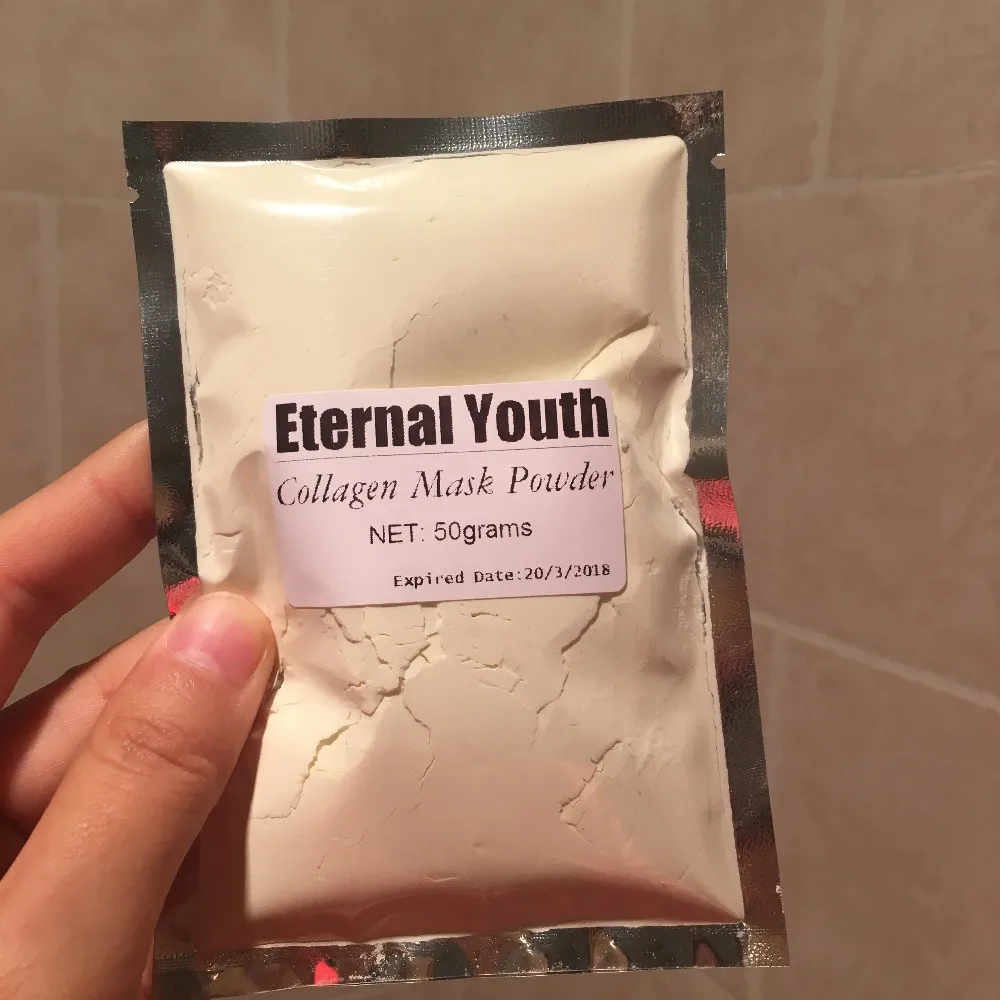 Eternal Youth
Collagen Mask Powder
NET: 50grams
Expired Date:20/3/2018